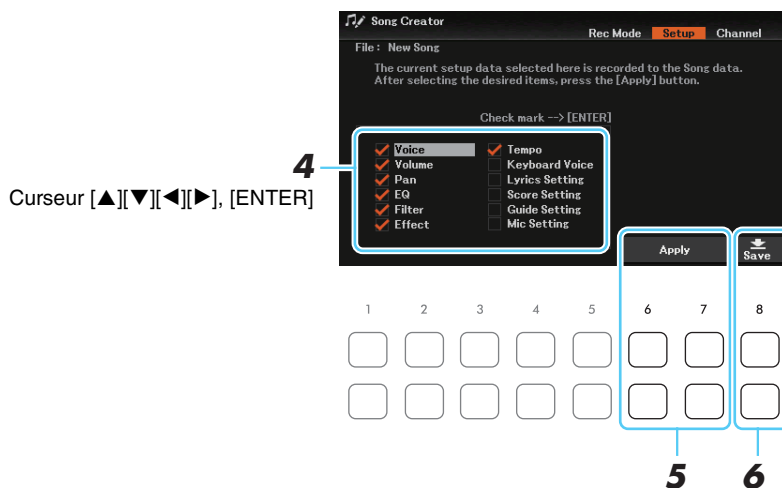 Song Creator
Rec Mode Setup Channel
File : New Song
The current setup data selected here is recorded to the Song data.
After selecting the desired items, press the [Apply] button.
Check mark --> [ENTER]
4
Curseur [▲][▼][◀][▶], [ENTER]
Voice
Volume
Pan
EQ
Filter
Effect
Tempo
Keyboard Voice
Lyrics Setting
Score Setting
Guide Setting
Mic Setting
Apply
Save
1 2 3 4 5 6 7 8
5 6